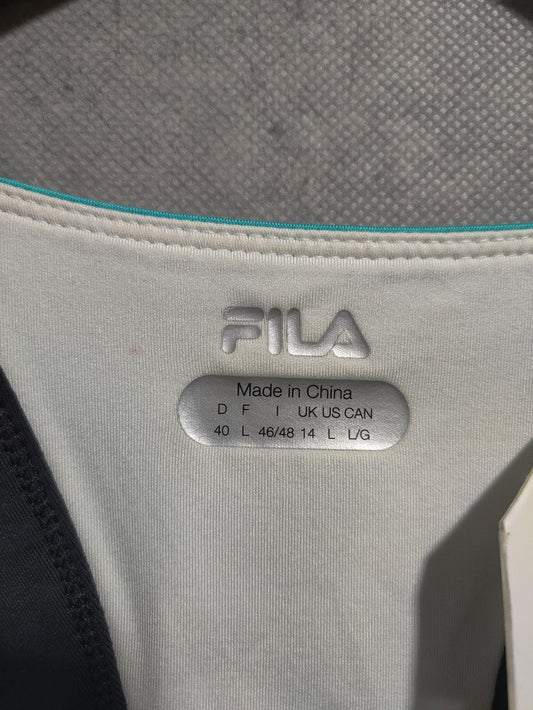 FILA
Made in China
D F I UK US CAN
40 L 46/48 14 L L/G